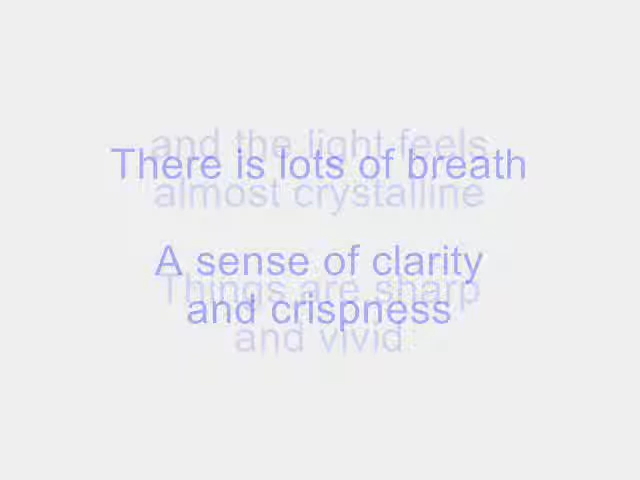 and the light feels
There is lots of breath
almost crystalline
A sense of clarity
Things are sharp
and crispness
and vivid